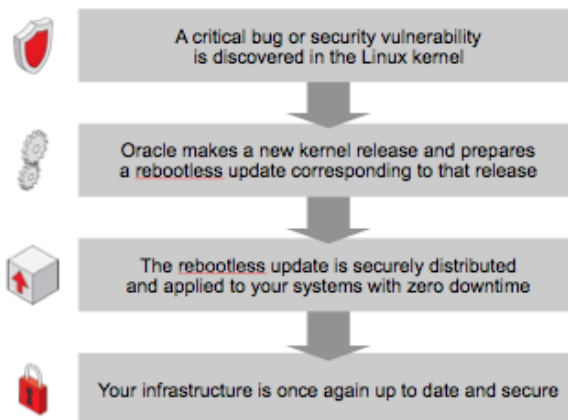 A critical bug or security vulnerability
is discovered in the Linux kernel
Oracle makes a new kernel release and prepares
a rebootless update corresponding to that release
The rebootless update is securely distributed
and applied to your systems with zero downtime
Your infrastructure is once again up to date and secure